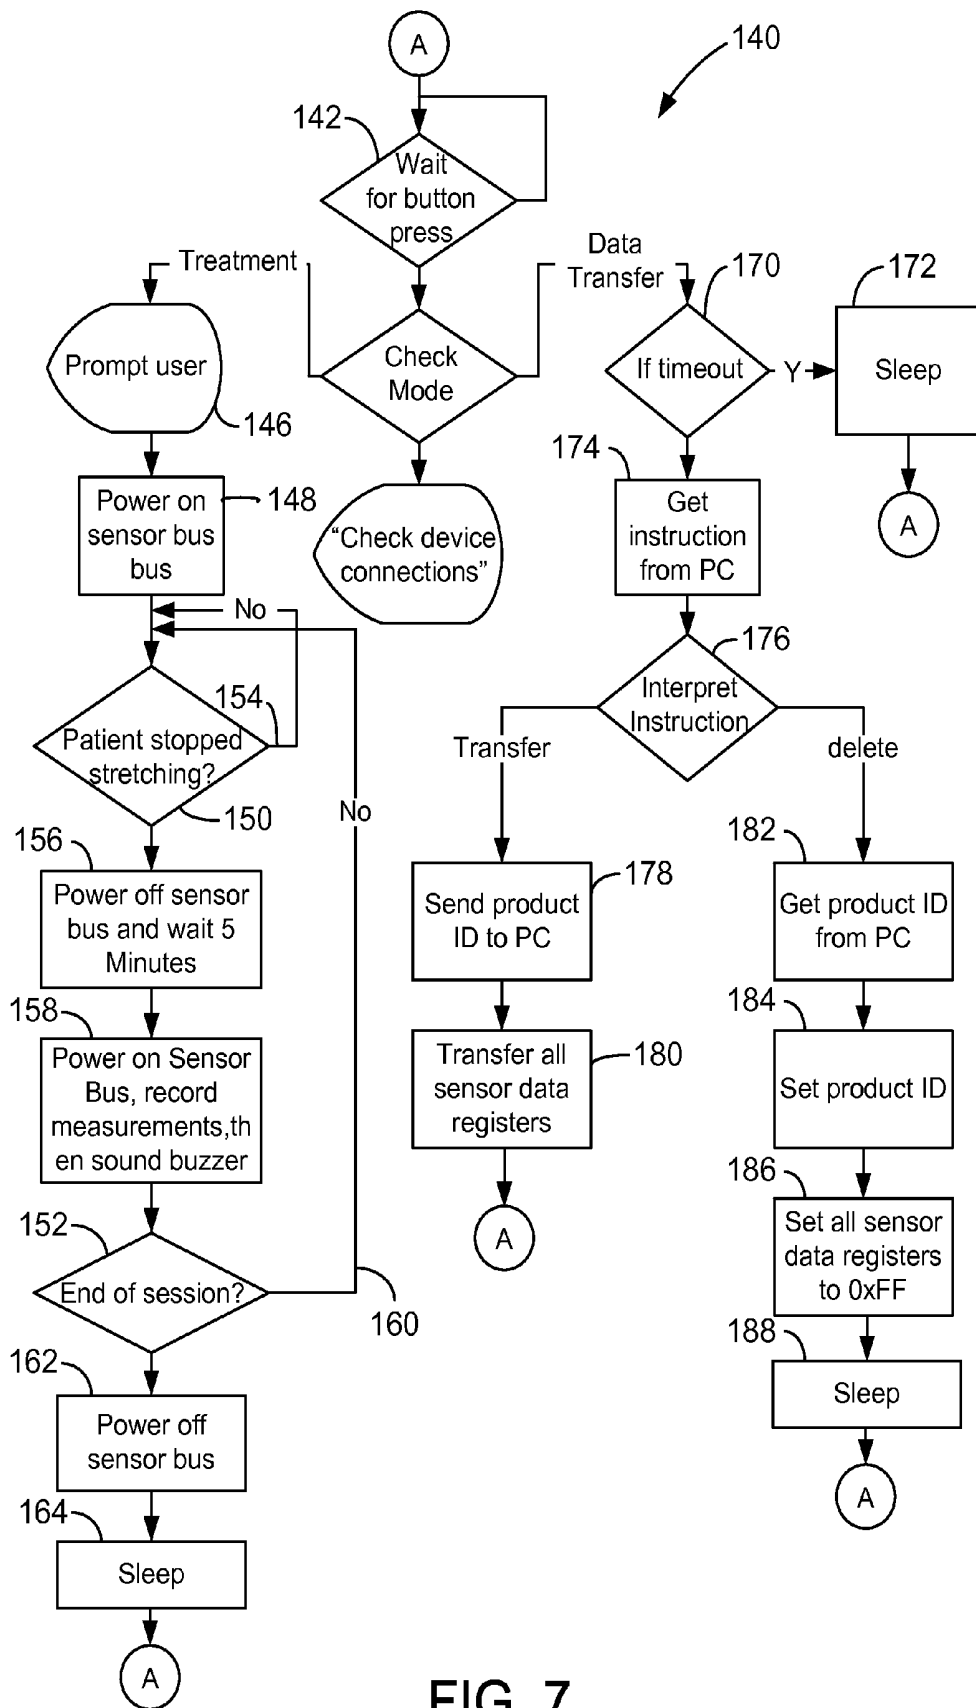 A
140
142
Wait
for button
press
Treatment
Data
Transfer
170
172
Prompt user
Check
Mode
If timeout
Y
Sleep
146
174
148
Power on
sensor bus
bus
"Check device
connections"
Get
instruction
from PC
A
No
176
154
Interpret
Instruction
Patient stopped
stretching?
Transfer
delete
150
No
156
182
Power off sensor
bus and wait 5
Minutes
178
Send product
ID to PC
Get product ID
from PC
158
184
Power on Sensor
Bus, record
measurements,th
en sound buzzer
180
Transfer all
sensor data
registers
Set product ID
186
152
A
Set all sensor
data registers
to 0xFF
End of session?
160
188
162
Sleep
Power off
sensor bus
A
164
Sleep
A
FIG. 7